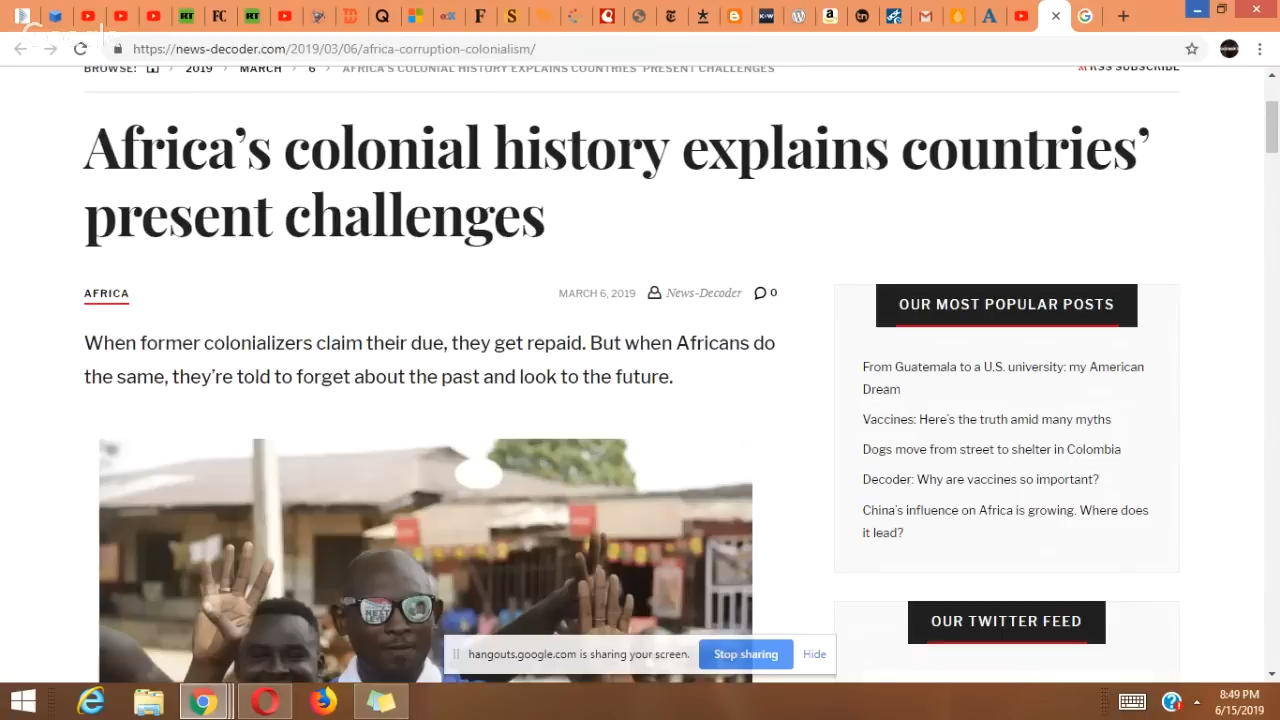 https://news-decoder.com/2019/03/06/africa-corruption-colonialism/
BROWSE: > 2019 > MARCH > 6 > AFRICA'S COLONIAL HISTORY EXPLAINS COUNTRIES' PRESENT CHALLENGES
RSS SUBSCRIBE
Africa's colonial history explains countries'
present challenges
AFRICA
MARCH 6, 2019 News-Decoder 0
When former colonializers claim their due, they get repaid. But when Africans do
the same, they're told to forget about the past and look to the future.
OUR MOST POPULAR POSTS
From Guatemala to a U.S. university: my American
Dream
Vaccines: Here's the truth amid many myths
Dogs move from street to shelter in Colombia
Decoder: Why are vaccines so important?
China's influence on Africa is growing. Where does
it lead?
OUR TWITTER FEED
hangouts.google.com is sharing your screen. Stop sharing Hide
8:49 PM
6/15/2019